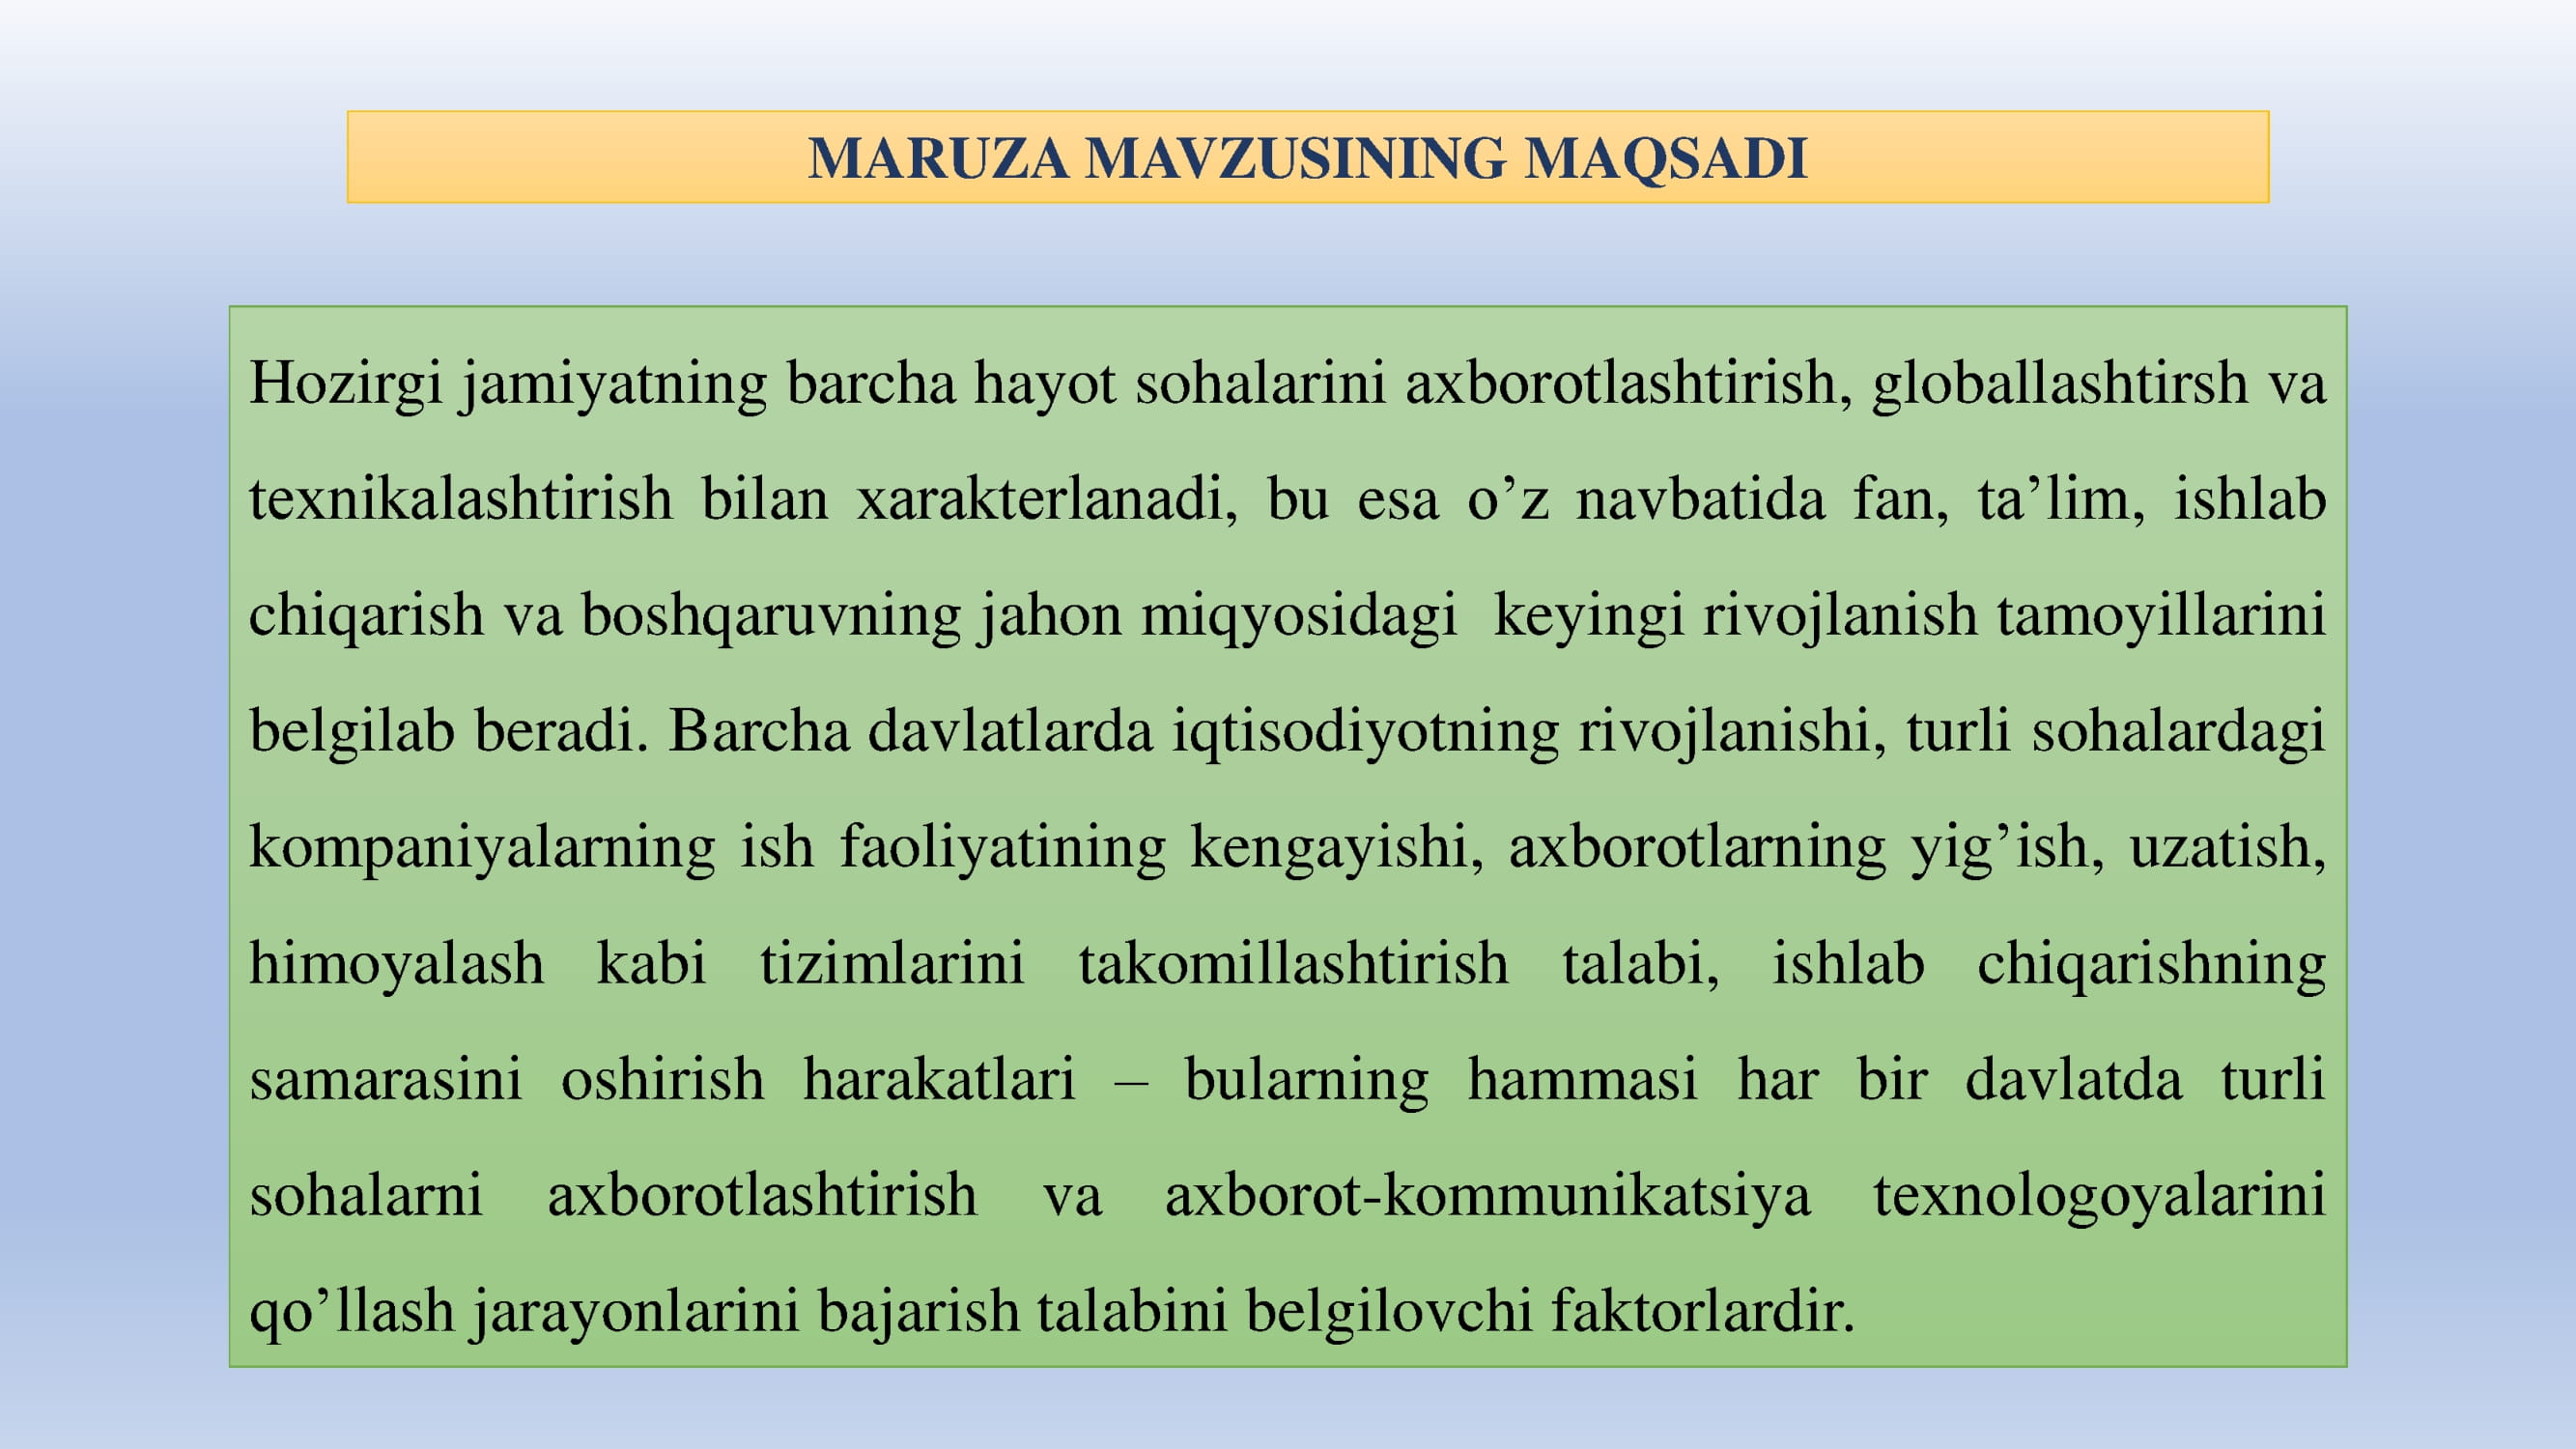 MARUZA MAVZUSINING MAQSADI
Hozirgi jamiyatning barcha hayot sohalarini axborotlashtirish, globallashtirsh va
texnikalashtirish bilan xarakterlanadi, bu esa o’z navbatida fan, ta’lim, ishlab
chiqarish va boshqaruvning jahon miqyosidagi  keyingi rivojlanish tamoyillarini
belgilab beradi. Barcha davlatlarda iqtisodiyotning rivojlanishi, turli sohalardagi
kompaniyalarning ish faoliyatining kengayishi, axborotlarning yig’ish, uzatish,
himoyalash kabi tizimlarini takomillashtirish talabi, ishlab chiqarishning
samarasini oshirish harakatlari – bularning hammasi har bir davlatda turli
sohalarni axborotlashtirish va axborot-kommunikatsiya texnologoyalarini
qo’llash jarayonlarini bajarish talabini belgilovchi faktorlardir.